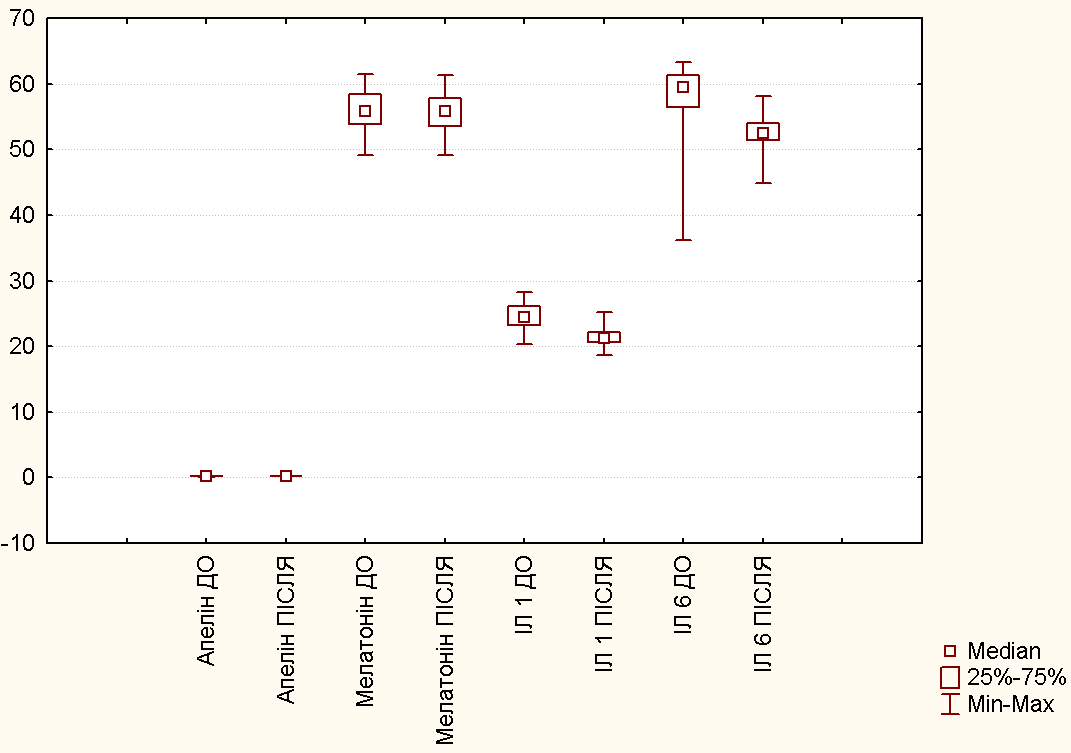 70
60
50
40
30
20
10
0
-10
Апелін ДО
Апелін ПІСЛЯ
Мелатонін ДО
Мелатонін ПІСЛЯ
ІЛ 1 ДО
ІЛ 1 ПІСЛЯ
ІЛ 6 ДО
ІЛ 6 ПІСЛЯ
Median
25%-75%
Min-Max